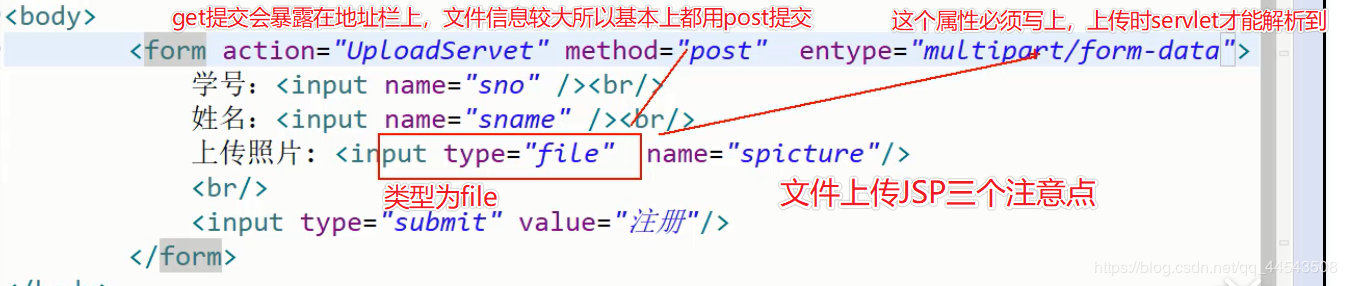 <body>
get提交会暴露在地址栏上，文件信息较大所以基本上都用post提交
这个属性必须写上，上传时servlet才能解析到
<form action="UploadServet" method="post" entype="multipart/form-data">
学号：<input name="sno" /><br/>
姓名：<input name="sname" /><br/>
上传照片：<input type="file" name="spicture"/>
<br/>
类型为file
文件上传JSP三个注意点
<input type="submit" value="注册"/>
</form>
https://blog.csdn.net/qq_44543508